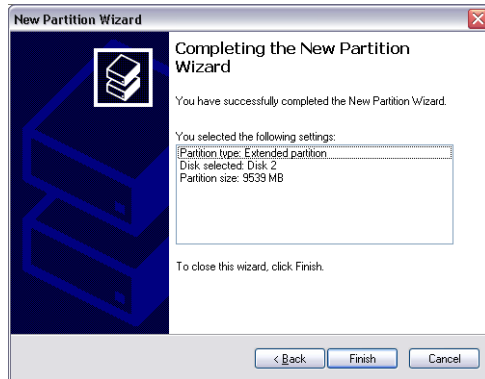 New Partition Wizard
Completing the New Partition
Wizard
You have successfully completed the New Partition Wizard.
You selected the following settings:
Partition type: Extended partition
Disk selected: Disk 2
Partition size: 9539 MB
To close this wizard, click Finish.
< Back Finish Cancel